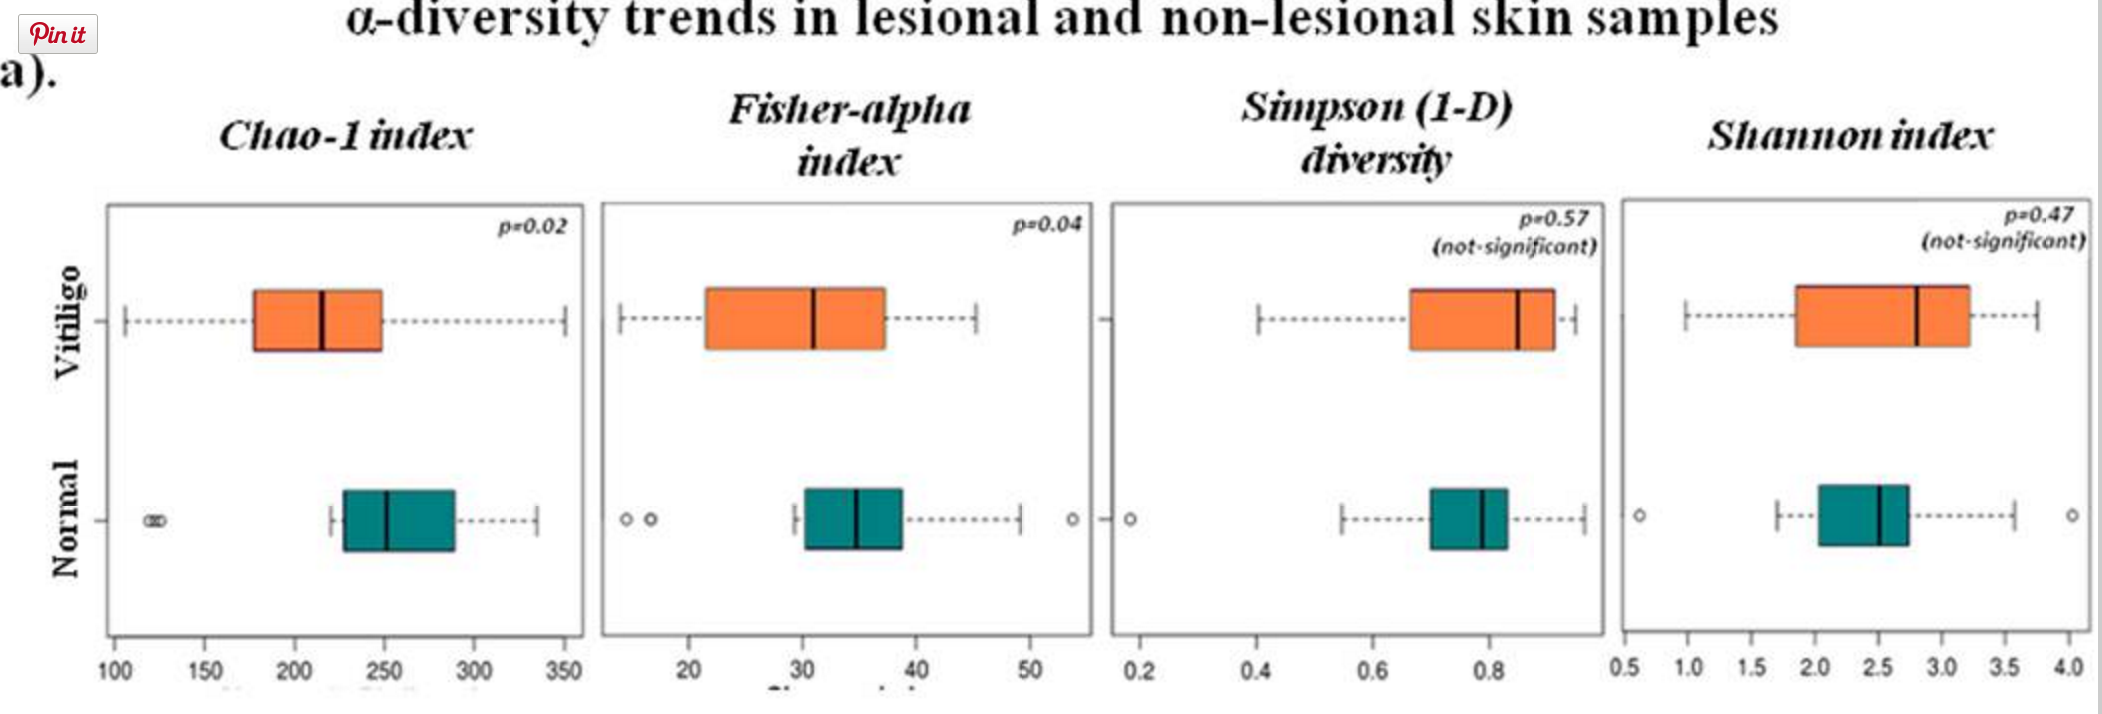 α-diversity trends in lesional and non-lesional skin samples
Pin it
a).
Chao-1 index
Fisher-alpha
index
Simpson (1-D)
diversity
Shannon index
p=0.02
p=0.04
p=0.57
(not-significant)
p=0.47
(not-significant)
Vitiligo
Normal
100 150 200 250 300 350
20 30 40 50
0.2 0.4 0.6 0.8
0.5 1.0 1.5 2.0 2.5 3.0 3.5 4.0